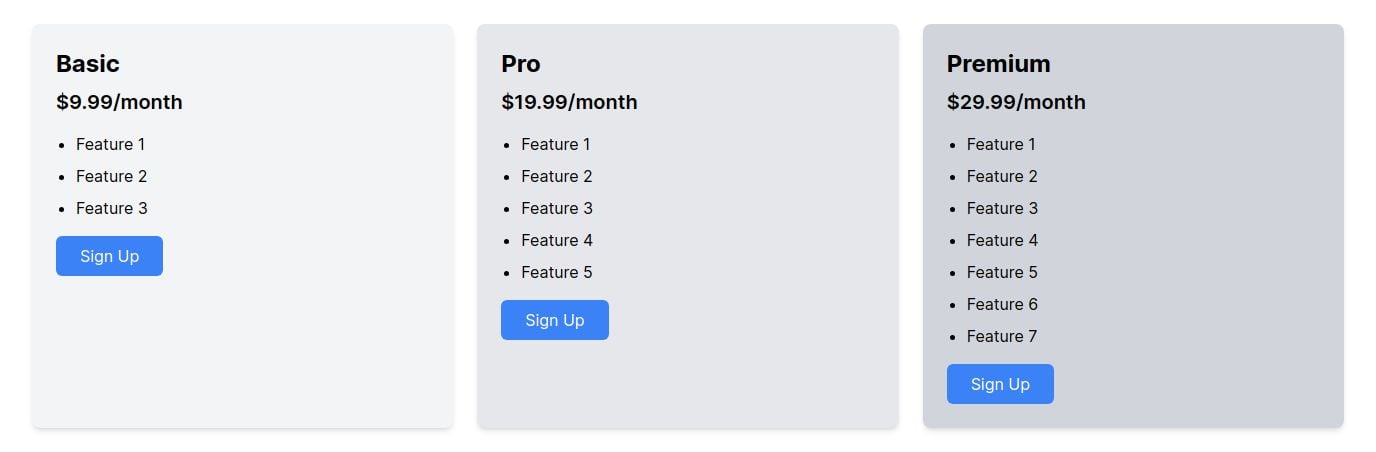 Basic
$9.99/month
• Feature 1
• Feature 2
• Feature 3
Sign Up
Pro
$19.99/month
• Feature 1
• Feature 2
• Feature 3
• Feature 4
• Feature 5
Sign Up
Premium
$29.99/month
• Feature 1
• Feature 2
• Feature 3
• Feature 4
• Feature 5
• Feature 6
• Feature 7
Sign Up